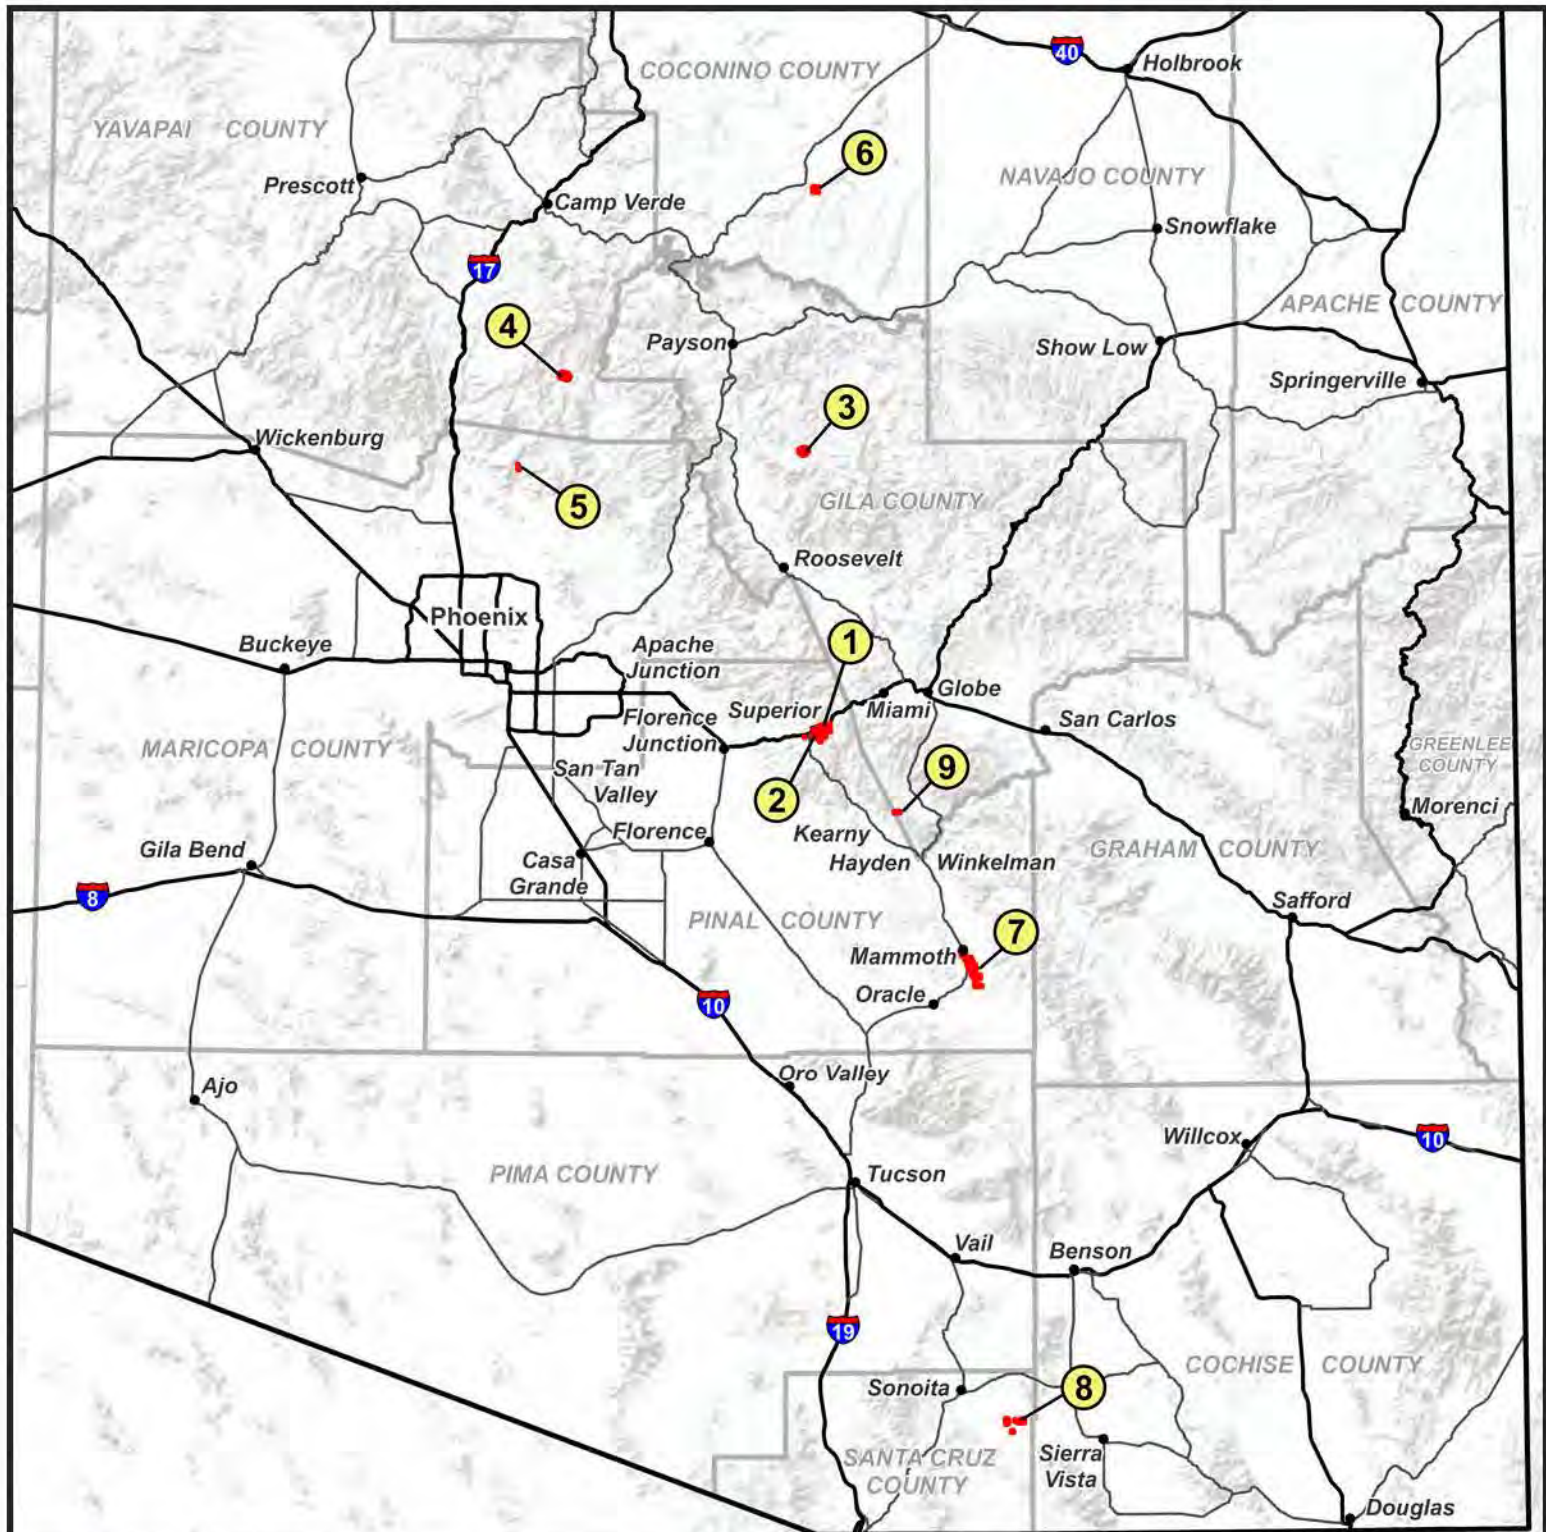 40
Holbrook
COCONINO COUNTY
YAVAPAI COUNTY
6
NAVAJO COUNTY
Prescott
Camp Verde
Snowflake
17
APACHE COUNTY
4
Payson
Show Low
Springerville
3
Wickenburg
5
GILA COUNTY
Roosevelt
Phoenix
1
Buckeye
Apache
Junction
Globe
Superior
Miami
Florence
Junction
San Carlos
MARICOPA COUNTY
GREENLEE
COUNTY
San Tan
Valley
9
2
Morenci
Florence
Kearny
Gila Bend
Casa
Grande
Hayden
Winkelman
GRAHAM COUNTY
8
Safford
PINAL COUNTY
7
Mammoth
Oracle
10
Oro Valley
Ajo
Willcox
10
PIMA COUNTY
Tucson
Vail
Benson
19
COCHISE COUNTY
Sonoita
8
SANTA CRUZ
COUNTY
Sierra
Vista
Douglas